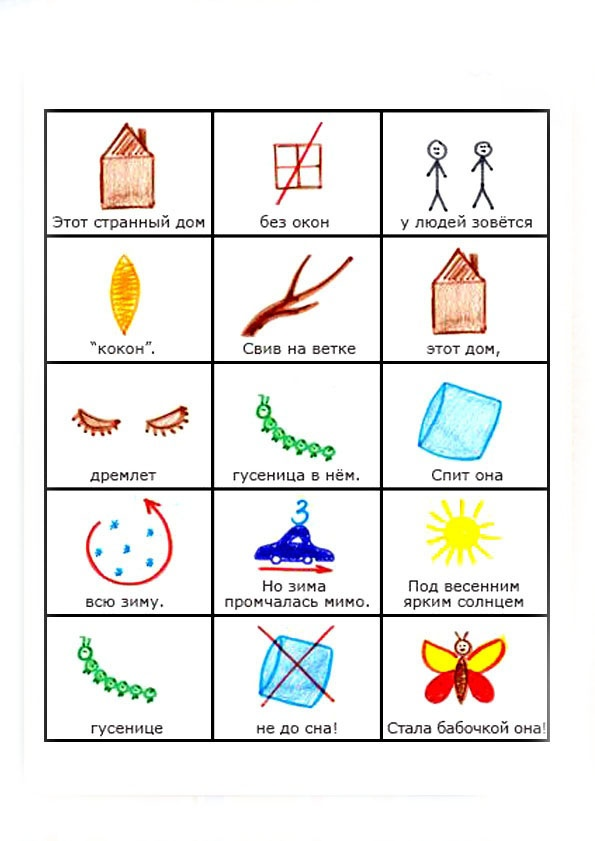 Этот странный дом
без окон
у людей зовётся
“кокон”.
Свив на ветке
этот дом,
дремлет
гусеница в нём.
Спит она
всю зиму.
3
Но зима
промчалась мимо.
Под весенним
ярким солнцем
гусенице
не до сна!
Стала бабочкой она!